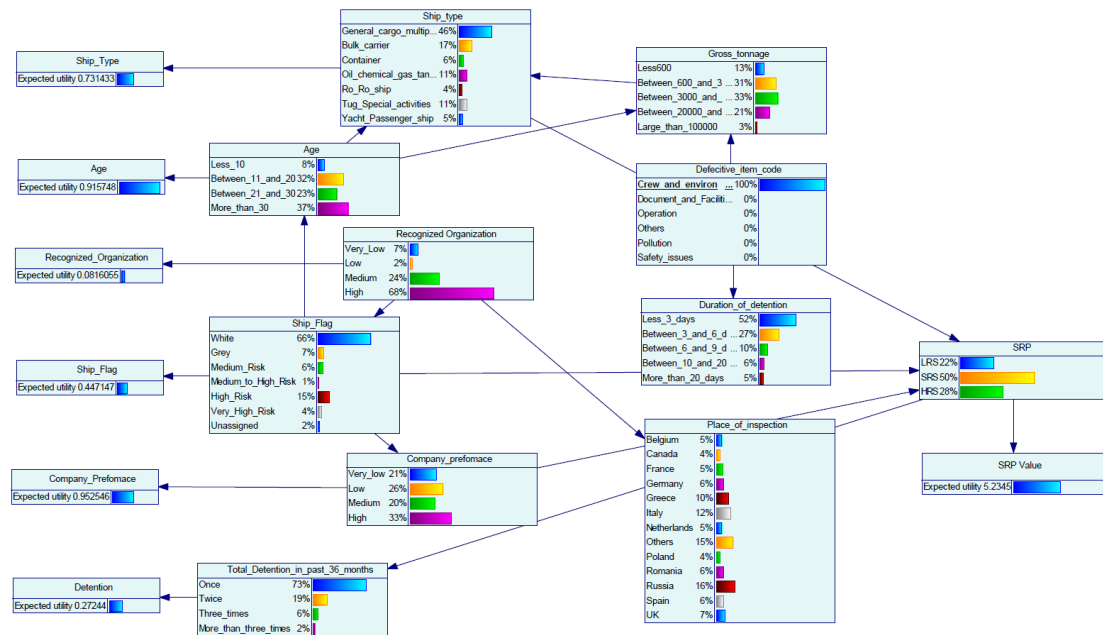 Ship_type
General_cargo_multip... 46%
Bulk_carrier 17%
Container 6%
Oil_chemical_gas_tan... 11%
Ro_Ro_ship 4%
Tug_Special_activities 11%
Yacht_Passenger_ship 5%
Ship_Type
Expected utility 0.731433
Gross_tonnage
Less600 13%
Between_600_and_3 ... 31%
Between_3000_and_ ... 33%
Between_20000_and ... 21%
Large_than_100000 3%
Age
Less_10 8%
Between_11_and_20 32%
Between_21_and_30 23%
More_than_30 37%
Age
Expected utility 0.915748
Defective_item_code
Crew_and_environ ... 100%
Document_and_Faciliti... 0%
Operation 0%
Others 0%
Pollution 0%
Safety_issues 0%
Recognized Organization
Very_Low 7%
Low 2%
Medium 24%
High 68%
Recognized_Organization
Expected utility 0.0816055
Duration_of_detention
Less_3_days 52%
Between_3_and_6_d ... 27%
Between_6_and_9_d ... 10%
Between_10_and_20 ... 6%
More_than_20_days 5%
Ship_Flag
White 66%
Grey 7%
Medium_Risk 6%
Medium_to_High_Risk 1%
High_Risk 15%
Very_High_Risk 4%
Unassigned 2%
Ship_Flag
Expected utility 0.447147
SRP
LRS 22%
SRS 50%
HRS 28%
Place_of_inspection
Belgium 5%
Canada 4%
France 5%
Germany 6%
Greece 10%
Italy 12%
Netherlands 5%
Others 15%
Poland 4%
Romania 6%
Russia 16%
Spain 6%
UK 7%
Company_prefomace
Very_low 21%
Low 26%
Medium 20%
High 33%
Company_Prefomace
Expected utility 0.952546
SRP Value
Expected utility 5.2345
Total_Detention_in_past_36_months
Once 73%
Twice 19%
Three_times 6%
More_than_three_times 2%
Detention
Expected utility 0.27244